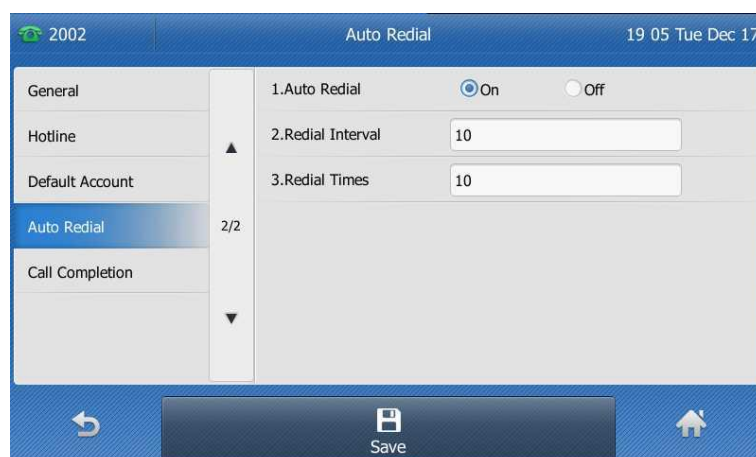 2002
Auto Redial
19 05 Tue Dec 17
General
Hotline
Default Account
Auto Redial
Call Completion
2/2
1.Auto Redial On Off
2.Redial Interval 10
3.Redial Times 10
Save